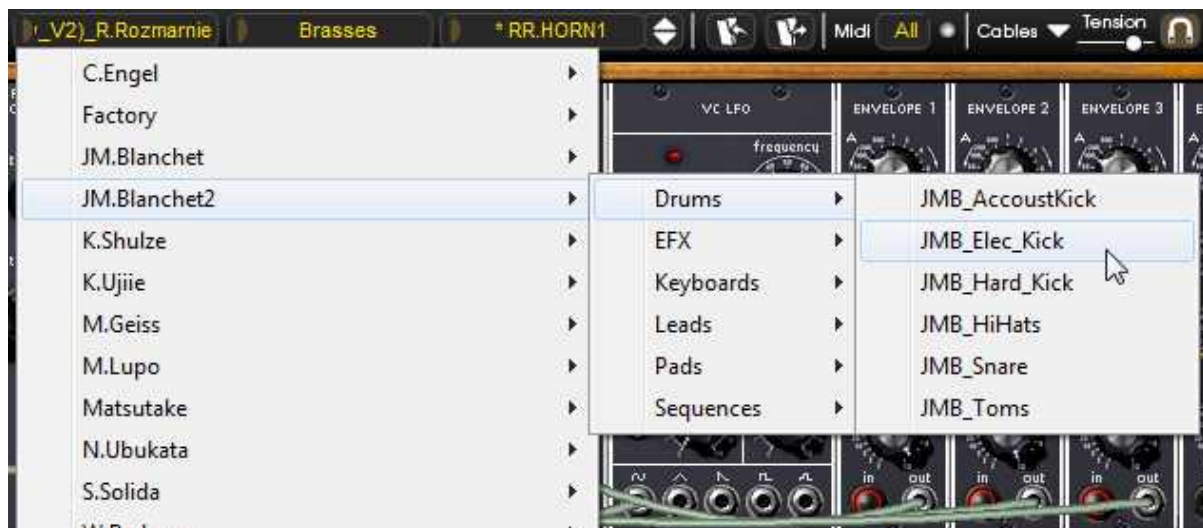 _V2)_R.Rozmarnie Brasses * RR.HORN1 Midi All Cables Tension
C.Engel
Factory
JM.Blanchet
JM.Blanchet2
K.Shulze
K.Ujiie
M.Geiss
M.Lupo
Matsutake
N.Ubukata
S.Solida
Drums
EFX
Keyboards
Leads
Pads
Sequences
JMB_AccoustKick
JMB_Elec_Kick
JMB_Hard_Kick
JMB_HiHats
JMB_Snare
JMB_Toms
VC LFO ENVELOPE 1 ENVELOPE 2 ENVELOPE 3
frequency A A A
in out in out in out